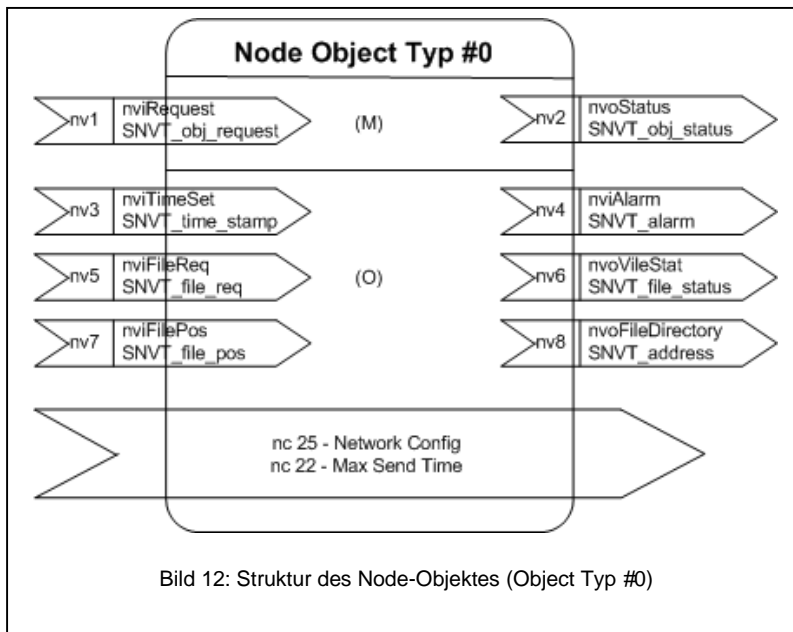 Node Object Typ #0
nv1
nviRequest
SNVT_obj_request
(M)
nv2
nvoStatus
SNVT_obj_status
nv3
nviTimeSet
SNVT_time_stamp
nv4
nviAlarm
SNVT_alarm
nv5
nviFileReq
SNVT_file_req
(O)
nv6
nvoVileStat
SNVT_file_status
nv7
nviFilePos
SNVT_file_pos
nv8
nvoFileDirectory
SNVT_address
nc 25 - Network Config
nc 22 - Max Send Time
Bild 12: Struktur des Node-Objektes (Object Typ #0)